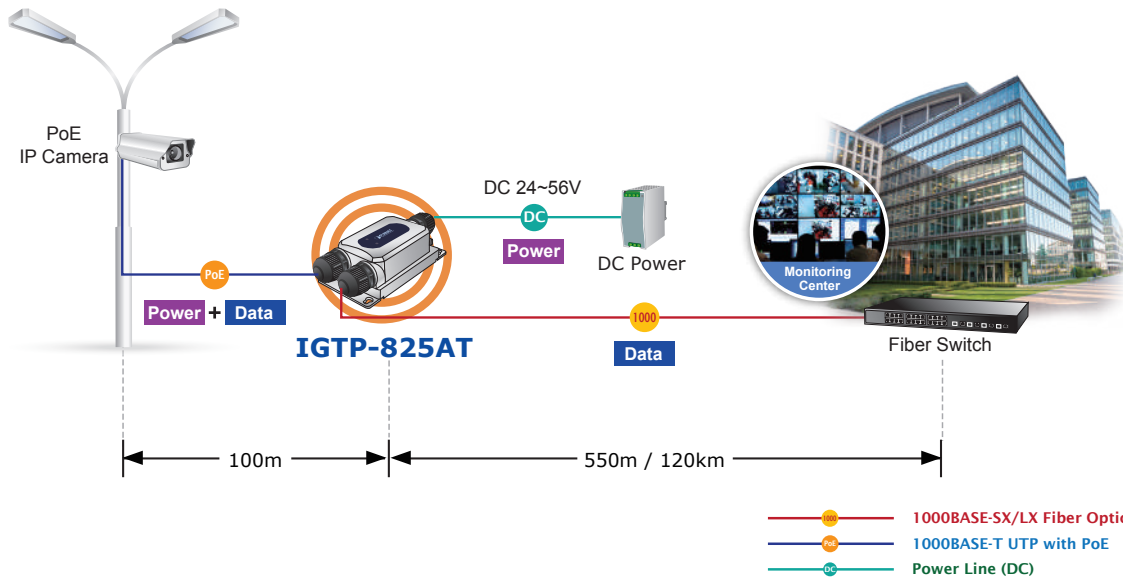 PoE
IP Camera
DC 24~56V
DC
Power
DC Power
PoE
Power + Data
IGTP-825AT
1000
Data
Monitoring
Center
Fiber Switch
100m
550m / 120km
1000
1000BASE-SX/LX Fiber Optic
PoE
1000BASE-T UTP with PoE
DC
Power Line (DC)